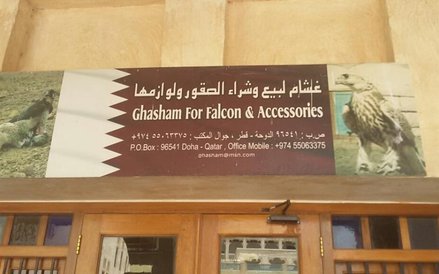 غشام لبيع وشراء الصقور ولوازمها
Ghasham For Falcon & Accessories
ص.ب : ٩٦٥٤١ الدوحة - قطر , جوال المكتب : ٥٥٠٦٣٣٧٥ ٩٧٤+
P.O.Box : 96541 Doha - Qatar , Office Mobile : +974 55063375
ghasham@msn.com